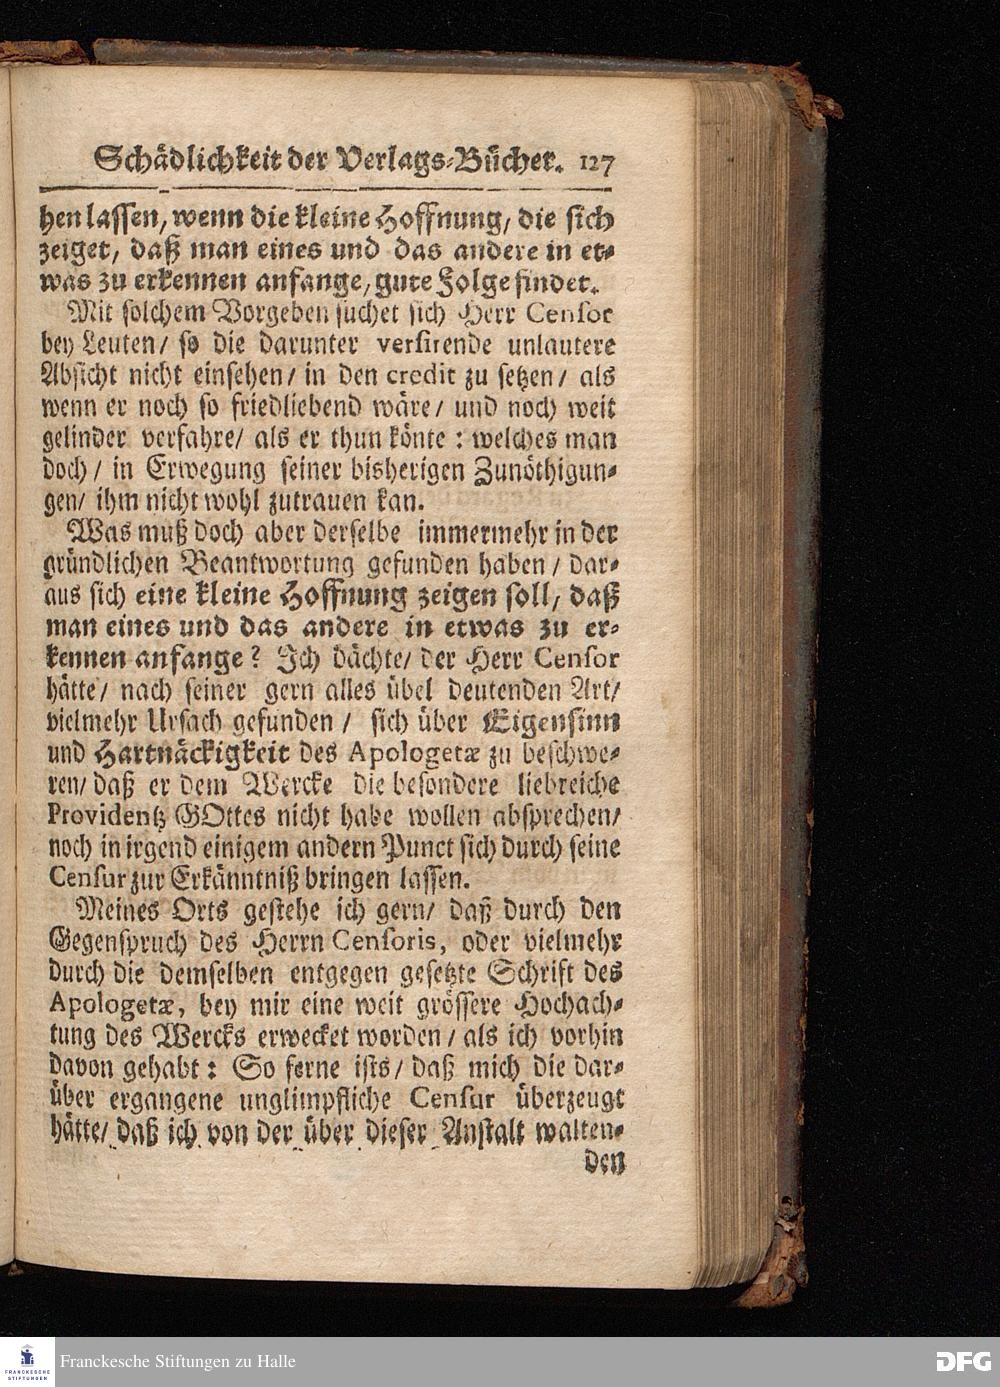 Schädlichkeit der Verlags-Bücher. 127
hen lassen, wenn die kleine Hoffnung, die sich
zeiget, daß man eines und das andere in et-
was zu erkennen anfange, gute Folge findet.
Mit solchem Vorgeben suchet sich Herr Censor
bey Leuten/ so die darunter versirende unlautere
Absicht nicht einsehen/ in den credit zu setzen/ als
wenn er noch so friedliebend wäre/ und noch weit
gelinder verfahre/ als er thun könte: welches man
doch/ in Erwegung seiner bisherigen Zunöthigun-
gen/ ihm nicht wohl zutrauen kan.
Was muß doch aber derselbe immermehr in der
gründlichen Beantwortung gefunden haben/ dar-
aus sich eine kleine Hoffnung zeigen soll, daß
man eines und das andere in etwas zu er-
kennen anfange? Ich dächte/ der Herr Censor
hätte/ nach seiner gern alles übel deutenden Art/
vielmehr Ursach gefunden/ sich über Eigensinn
und Hartnäckigkeit des Apologetæ zu beschwe-
ren/ daß er dem Wercke die besondere liebreiche
Providentz GOttes nicht habe wollen absprechen/
noch in irgend einigem andern Punct sich durch seine
Censur zur Erkänntniß bringen lassen.
Meines Orts gestehe ich gern/ daß durch den
Gegenspruch des Herrn Censoris, oder vielmehr
durch die demselben entgegen gesetzte Schrift des
Apologetæ, bey mir eine weit grössere Hochach-
tung des Wercks erwecket worden/ als ich vorhin
davon gehabt: So ferne ists/ daß mich die dar-
über ergangene unglimpfliche Censur überzeugt
hätte/ daß ich von der über dieser Anstalt walten-
den
FRANCKESCHE
STIFTUNGEN
Franckesche Stiftungen zu Halle
DFG